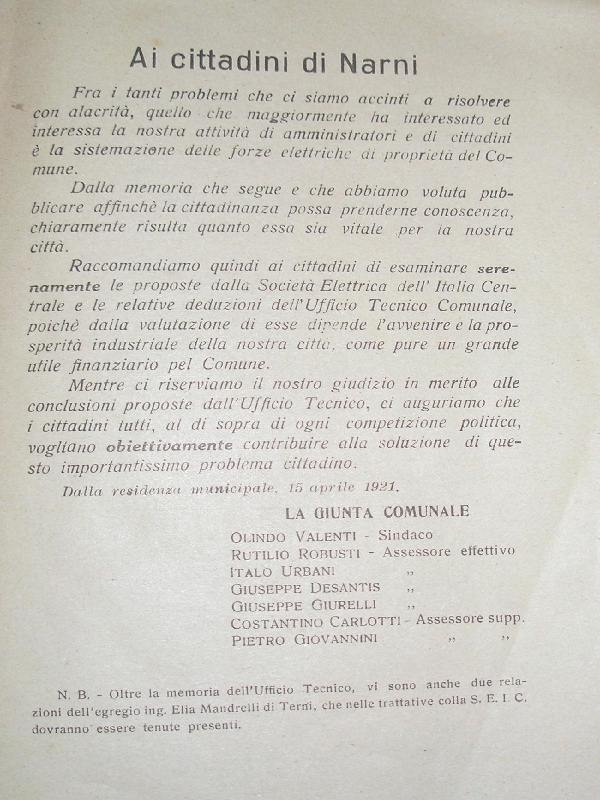 Ai cittadini di Narni
Fra i tanti problemi che ci siamo accinti a risolvere
con alacrità, quello che maggiormente ha interessato ed
interessa la nostra attività di amministratori e di cittadini
è la sistemazione delle forze elettriche di proprietà del Co-
mune.
Dalla memoria che segue e che abbiamo voluta pub-
blicare affinchè la cittadinanza possa prenderne conoscenza,
chiaramente risulta quanto essa sia vitale per la nostra
città.
Raccomandiamo quindi ai cittadini di esaminare sere-
namente le proposte dalla Società Elettrica dell' Italia Cen-
trale e le relative deduzioni dell'Ufficio Tecnico Comunale,
poichè dalla valutazione di esse dipende l'avvenire e la pro-
sperità industriale della nostra città, come pure un grande
utile finanziario pel Comune.
Mentre ci riserviamo il nostro giudizio in merito alle
conclusioni proposte dall'Ufficio Tecnico, ci auguriamo che
i cittadini tutti, al di sopra di ogni competizione politica,
vogliano obiettivamente contribuire alla soluzione di que-
sto importantissimo problema cittadino.
Dalla residenza municipale, 15 aprile 1921.
LA GIUNTA COMUNALE
OLINDO VALENTI - Sindaco
RUTILIO ROBUSTI - Assessore effettivo
ITALO URBANI „
GIUSEPPE DESANTIS „
GIUSEPPE GIURELLI „
COSTANTINO CARLOTTI - Assessore supp.
PIETRO GIOVANNINI „ „
N. B. - Oltre la memoria dell'Ufficio Tecnico, vi sono anche due rela-
zioni dell'egregio ing. Elia Mandrelli di Terni, che nelle trattative colla S. E. I. C.
dovranno essere tenute presenti.